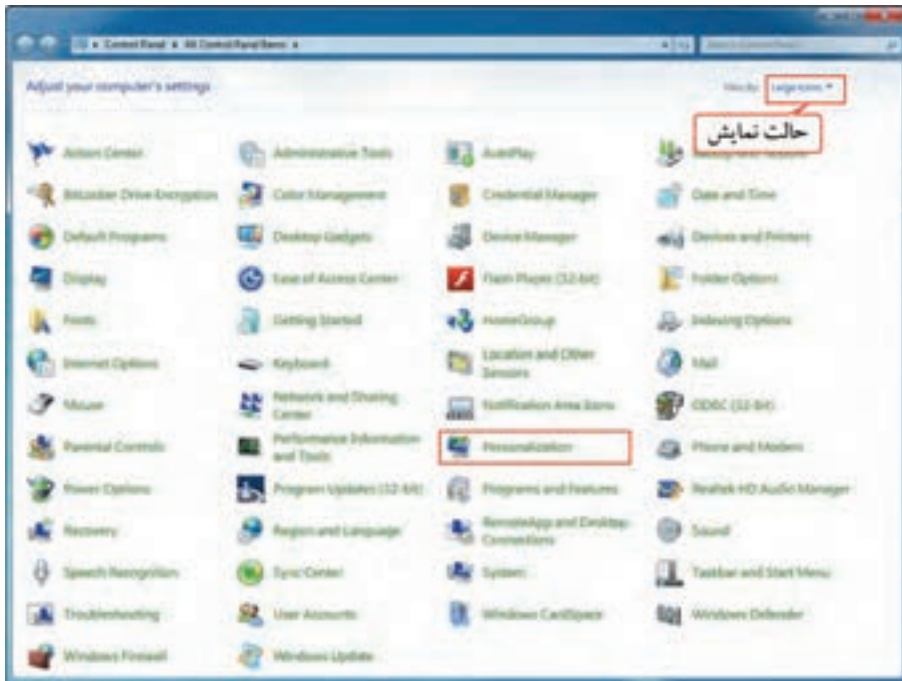 Control Panel ▸ All Control Panel Items ▸
Adjust your computer's settings
View by: Large icons
حالت نمایش
Action Center
Administrative Tools
AutoPlay
Backup and Restore
BitLocker Drive Encryption
Color Management
Credential Manager
Date and Time
Default Programs
Desktop Gadgets
Device Manager
Devices and Printers
Display
Ease of Access Center
Flash Player (32-bit)
Folder Options
Fonts
Getting Started
HomeGroup
Indexing Options
Internet Options
Keyboard
Location and Other
Sensors
Mail
Mouse
Network and Sharing
Center
Notification Area Icons
ODBC (32-bit)
Parental Controls
Performance Information
and Tools
Personalization
Phone and Modem
Power Options
Program Updates (32-bit)
Programs and Features
Realtek HD Audio Manager
Recovery
Region and Language
RemoteApp and Desktop
Connections
Sound
Speech Recognition
Sync Center
System
Taskbar and Start Menu
Troubleshooting
User Accounts
Windows CardSpace
Windows Defender
Windows Firewall
Windows Update